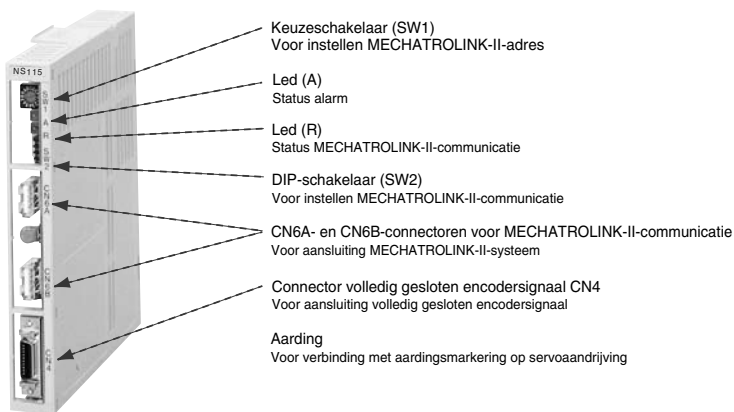 NS115
SW1
A
R
SW2
CN6A
CN6B
CN4
Keuzeschakelaar (SW1)
Voor instellen MECHATROLINK-II-adres
Led (A)
Status alarm
Led (R)
Status MECHATROLINK-II-communicatie
DIP-schakelaar (SW2)
Voor instellen MECHATROLINK-II-communicatie
CN6A- en CN6B-connectoren voor MECHATROLINK-II-communicatie
Voor aansluiting MECHATROLINK-II-systeem
Connector volledig gesloten encodersignaal CN4
Voor aansluiting volledig gesloten encodersignaal
Aarding
Voor verbinding met aardingsmarkering op servoaandrijving